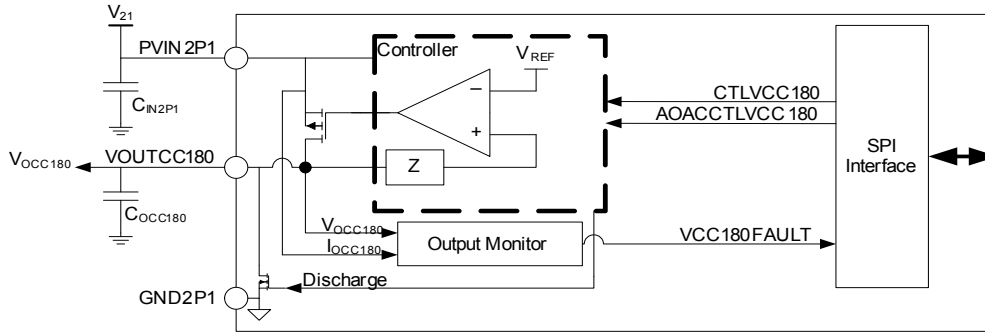 V21
PVIN2P1
Controller
VREF
CIN2P1
−
+
CTLVCC180
AOACCTLVCC180
SPI
Interface
VOCC180
VOUTCC180
Z
COCC180
VOCC180
IOCC180
Output Monitor
VCC180FAULT
Discharge
GND2P1